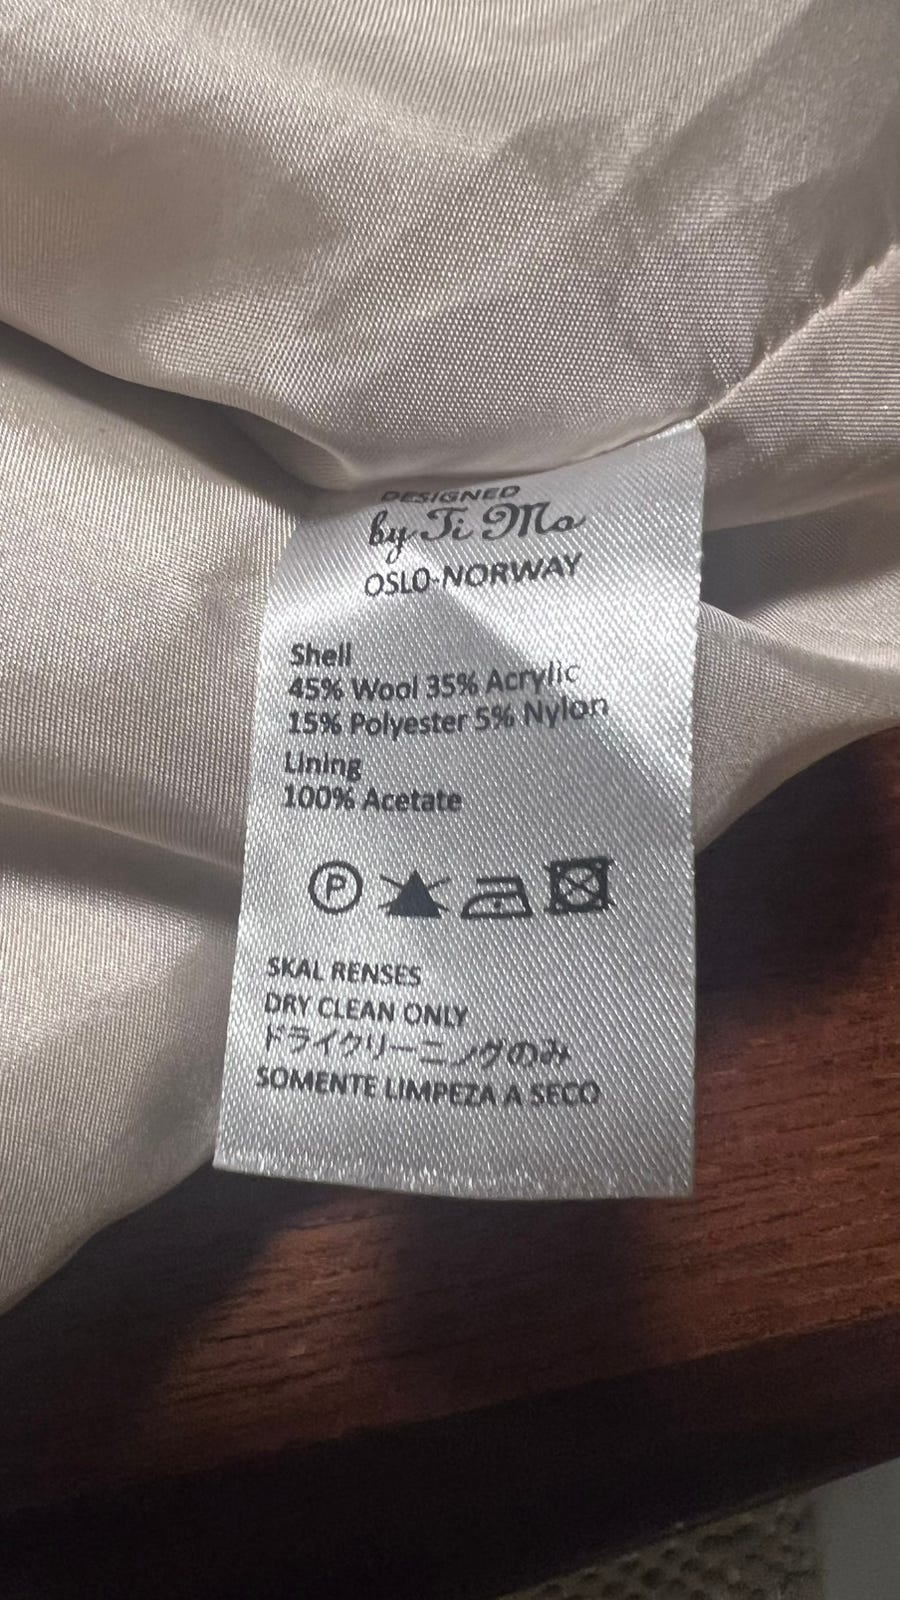 DESIGNED
by Ti Mo
OSLO-NORWAY
Shell
45% Wool 35% Acrylic
15% Polyester 5% Nylon
Lining
100% Acetate
P
SKAL RENSES
DRY CLEAN ONLY
ドライクリーニングのみ
SOMENTE LIMPEZA A SECO